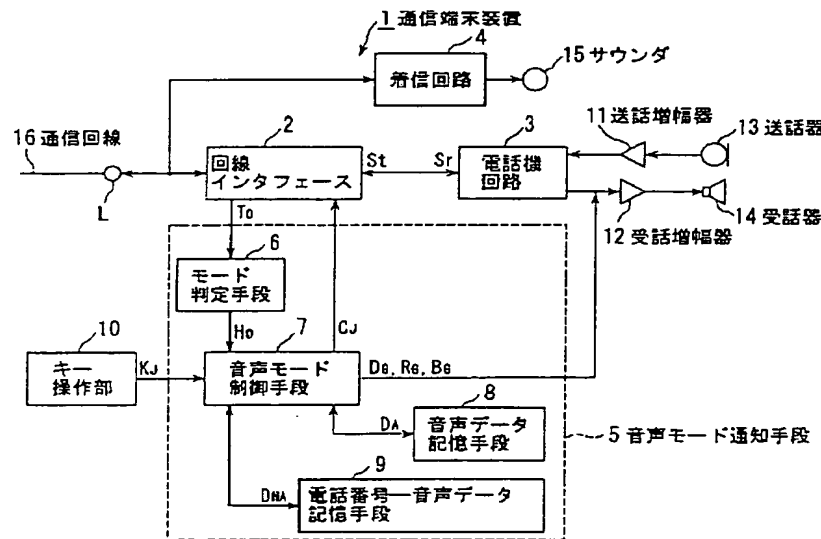 1 通信端末装置
4
着信回路
15 サウンダ
16 通信回線
L
2
回線
インタフェース
St
Sr
3
電話機
回路
11 送話増幅器
13 送話器
12 受話増幅器
14 受話器
TD
6
モード
判定手段
HD
CJ
10
キー
操作部
KJ
7
音声モード
制御手段
DG, RG, BG
8
DA
音声データ
記憶手段
5 音声モード通知手段
9
DNA
電話番号ー音声データ
記憶手段